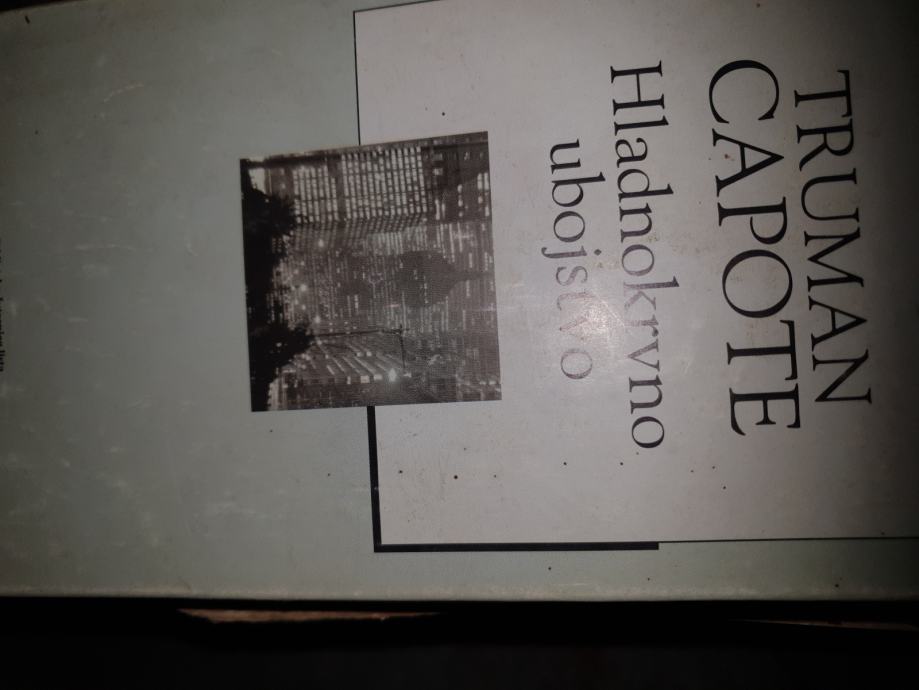 TRUMAN
CAPOTE
Hladnokrvno
ubojstvo